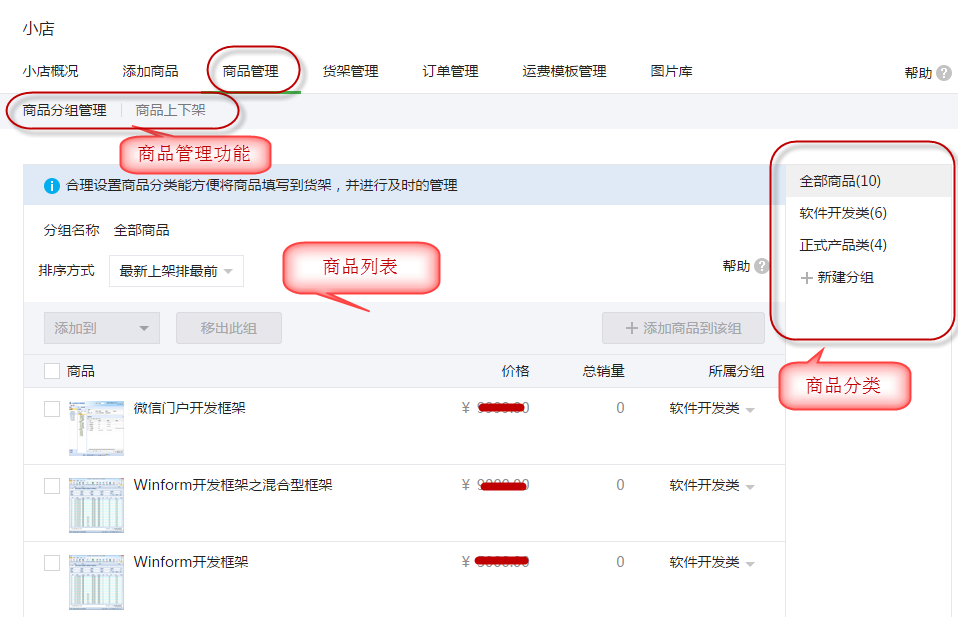 小店
小店概况 添加商品 商品管理 货架管理 订单管理 运费模板管理 图片库 帮助 ?
商品分组管理 商品上下架
商品管理功能
合理设置商品分类能方便将商品填写到货架，并进行及时的管理
分组名称 全部商品
排序方式 最新上架排最前
商品列表
帮助 ?
添加到 移出此组 + 添加商品到该组
商品 价格 总销量 所属分组
微信门户开发框架 ¥ 0 软件开发类
Winform开发框架之混合型框架 ¥ 0 软件开发类
Winform开发框架 ¥ 0 软件开发类
全部商品(10)
软件开发类(6)
正式产品类(4)
+ 新建分组
商品分类